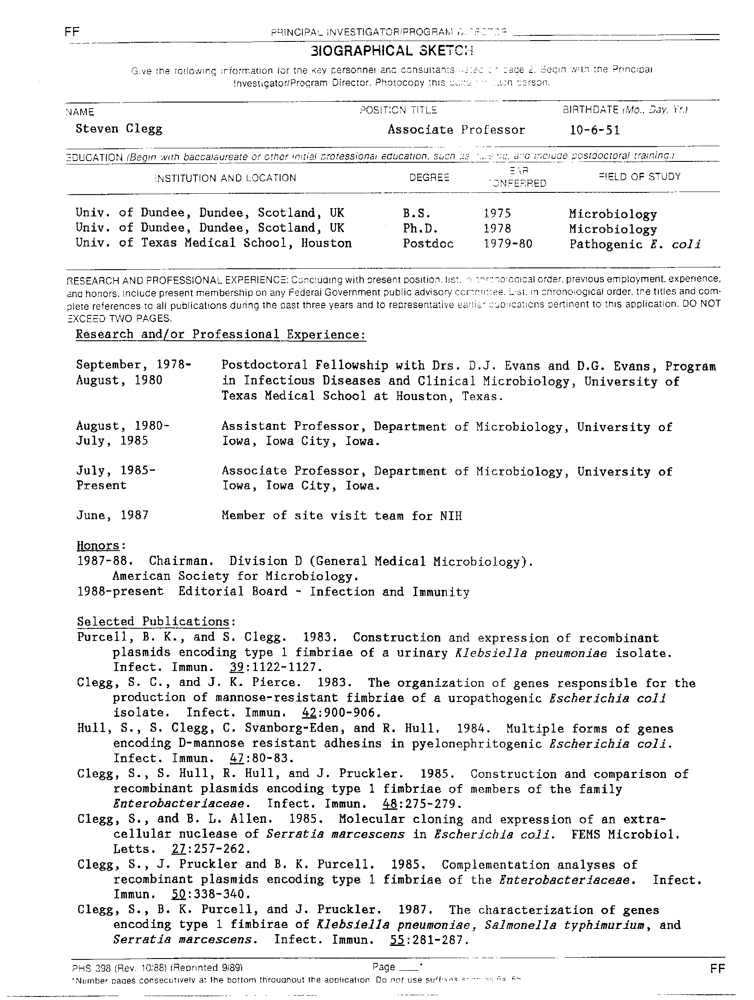 FF
PRINCIPAL INVESTIGATOR/PROGRAM DIRECTOR
BIOGRAPHICAL SKETCH
Give the following information for the key personnel and consultants listed on page 2. Begin with the Principal
Investigator/Program Director. Photocopy this page for each person.
NAME POSITION TITLE BIRTHDATE (Mo., Day, Yr.)
Steven Clegg Associate Professor 10-6-51
EDUCATION (Begin with baccalaureate or other initial professional education, such as nursing, and include postdoctoral training.)
INSTITUTION AND LOCATION DEGREE YEAR CONFERRED FIELD OF STUDY
Univ. of Dundee, Dundee, Scotland, UK B.S. 1975 Microbiology
Univ. of Dundee, Dundee, Scotland, UK Ph.D. 1978 Microbiology
Univ. of Texas Medical School, Houston Postdoc 1979-80 Pathogenic E. coli
RESEARCH AND PROFESSIONAL EXPERIENCE: Concluding with present position, list, in chronological order, previous employment, experience,
and honors. Include present membership on any Federal Government public advisory committee. List, in chronological order, the titles and com-
plete references to all publications during the past three years and to representative earlier publications pertinent to this application. DO NOT
EXCEED TWO PAGES.
Research and/or Professional Experience:
September, 1978- Postdoctoral Fellowship with Drs. D.J. Evans and D.G. Evans, Program
August, 1980 in Infectious Diseases and Clinical Microbiology, University of
Texas Medical School at Houston, Texas.
August, 1980- Assistant Professor, Department of Microbiology, University of
July, 1985 Iowa, Iowa City, Iowa.
July, 1985- Associate Professor, Department of Microbiology, University of
Present Iowa, Iowa City, Iowa.
June, 1987 Member of site visit team for NIH
Honors:
1987-88. Chairman. Division D (General Medical Microbiology).
American Society for Microbiology.
1988-present Editorial Board - Infection and Immunity
Selected Publications:
Purcell, B. K., and S. Clegg. 1983. Construction and expression of recombinant
plasmids encoding type 1 fimbriae of a urinary Klebsiella pneumoniae isolate.
Infect. Immun. 39:1122-1127.
Clegg, S. C., and J. K. Pierce. 1983. The organization of genes responsible for the
production of mannose-resistant fimbriae of a uropathogenic Escherichia coli
isolate. Infect. Immun. 42:900-906.
Hull, S., S. Clegg, C. Svanborg-Eden, and R. Hull. 1984. Multiple forms of genes
encoding D-mannose resistant adhesins in pyelonephritogenic Escherichia coli.
Infect. Immun. 47:80-83.
Clegg, S., S. Hull, R. Hull, and J. Pruckler. 1985. Construction and comparison of
recombinant plasmids encoding type 1 fimbriae of members of the family
Enterobacteriaceae. Infect. Immun. 48:275-279.
Clegg, S., and B. L. Allen. 1985. Molecular cloning and expression of an extra-
cellular nuclease of Serratia marcescens in Escherichia coli. FEMS Microbiol.
Letts. 27:257-262.
Clegg, S., J. Pruckler and B. K. Purcell. 1985. Complementation analyses of
recombinant plasmids encoding type 1 fimbriae of the Enterobacteriaceae. Infect.
Immun. 50:338-340.
Clegg, S., B. K. Purcell, and J. Pruckler. 1987. The characterization of genes
encoding type 1 fimbirae of Klebsiella pneumoniae, Salmonella typhimurium, and
Serratia marcescens. Infect. Immun. 55:281-287.
PHS 398 (Rev. 10/88) (Reprinted 9/89) Page ___* FF
*Number pages consecutively at the bottom throughout the application. Do not use suffixes